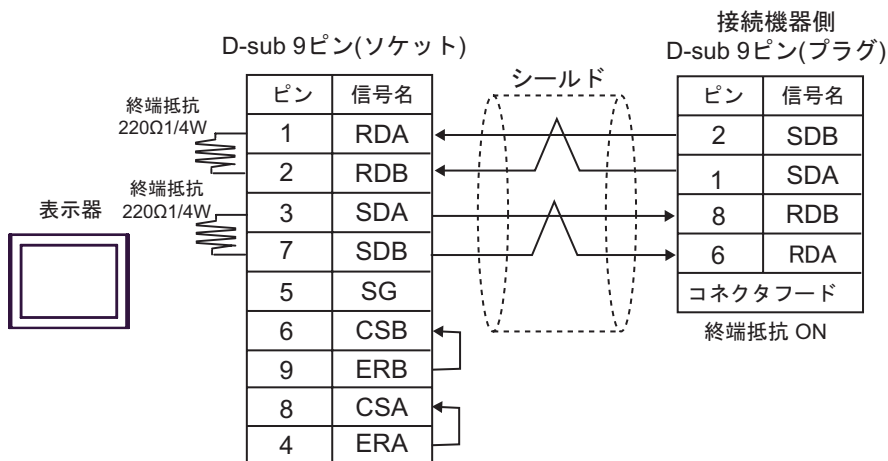 接続機器側
D-sub 9ピン(ソケット)
D-sub 9ピン(プラグ)
シールド
ピン 信号名
1 RDA
2 RDB
3 SDA
7 SDB
5 SG
6 CSB
9 ERB
8 CSA
4 ERA
終端抵抗
220Ω1/4W
終端抵抗
220Ω1/4W
表示器
ピン 信号名
2 SDB
1 SDA
8 RDB
6 RDA
コネクタフード
終端抵抗 ON